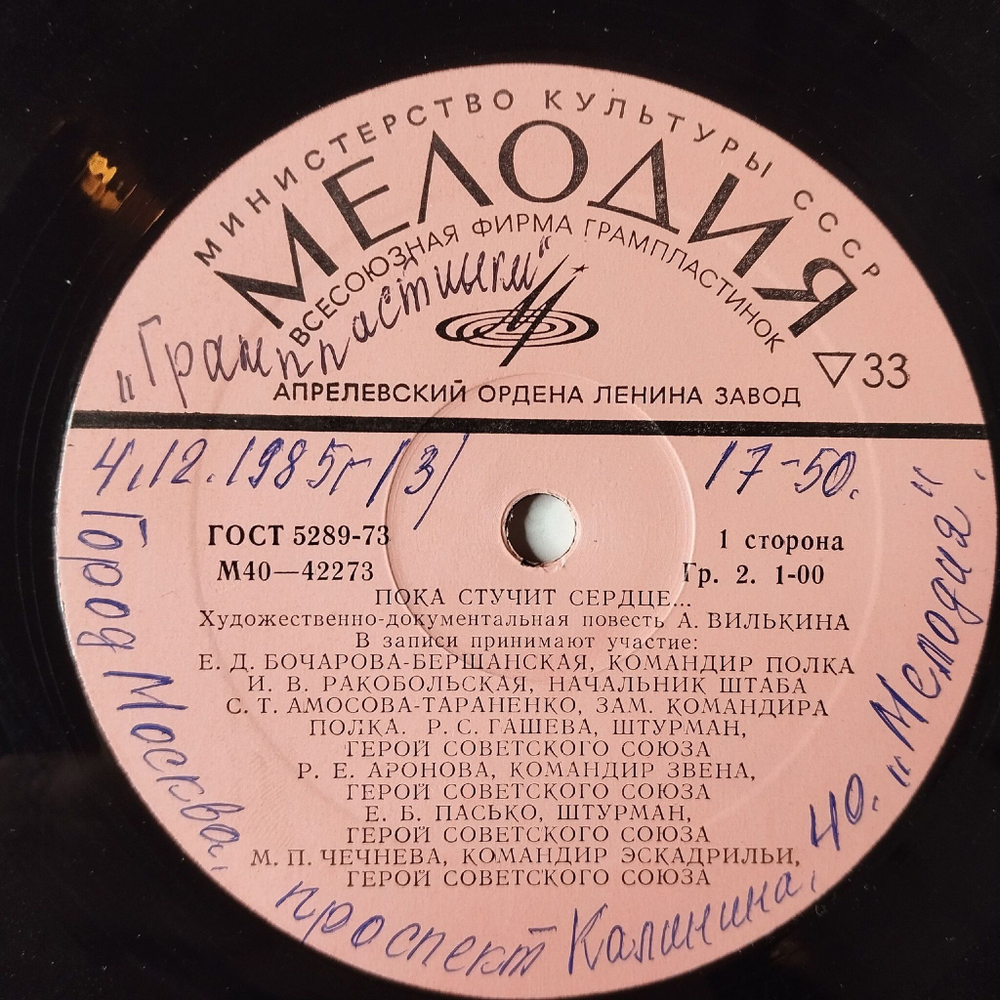 МИНИСТЕРСТВО КУЛЬТУРЫ СССР
МЕЛОДИЯ
ВСЕСОЮЗНАЯ ФИРМА ГРАМПЛАСТИНОК
„Грампластинки“
33
АПРЕЛЕВСКИЙ ОРДЕНА ЛЕНИНА ЗАВОД
4.12.1985г (3)
17-50.
ГОСТ 5289-73
1 сторона
М40—42273
Гр. 2. 1-00
ПОКА СТУЧИТ СЕРДЦЕ...
Художественно-документальная повесть А. ВИЛЬКИНА
В записи принимают участие:
Е. Д. БОЧАРОВА-БЕРШАНСКАЯ, КОМАНДИР ПОЛКА
И. В. РАКОБОЛЬСКАЯ, НАЧАЛЬНИК ШТАБА
С. Т. АМОСОВА-ТАРАНЕНКО, ЗАМ. КОМАНДИРА
ПОЛКА. Р. С. ГАШЕВА, ШТУРМАН,
ГЕРОЙ СОВЕТСКОГО СОЮЗА
Р. Е. АРОНОВА, КОМАНДИР ЗВЕНА,
ГЕРОЙ СОВЕТСКОГО СОЮЗА
Е. Б. ПАСЬКО, ШТУРМАН,
ГЕРОЙ СОВЕТСКОГО СОЮЗА
М. П. ЧЕЧНЕВА, КОМАНДИР ЭСКАДРИЛЬИ,
ГЕРОЙ СОВЕТСКОГО СОЮЗА
Город Москва, проспект Калинина, 40. „Мелодия“.